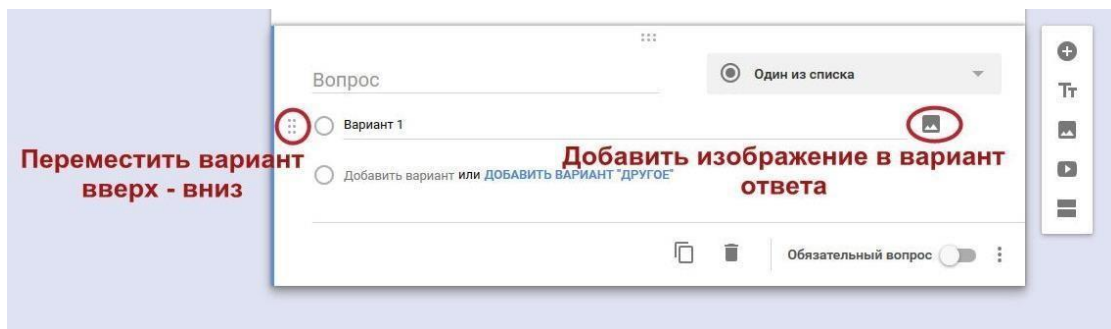 Вопрос
Один из списка
Вариант 1
Переместить вариант
вверх - вниз
Добавить изображение в вариант
ответа
Добавить вариант или ДОБАВИТЬ ВАРИАНТ "ДРУГОЕ"
Обязательный вопрос
Тт